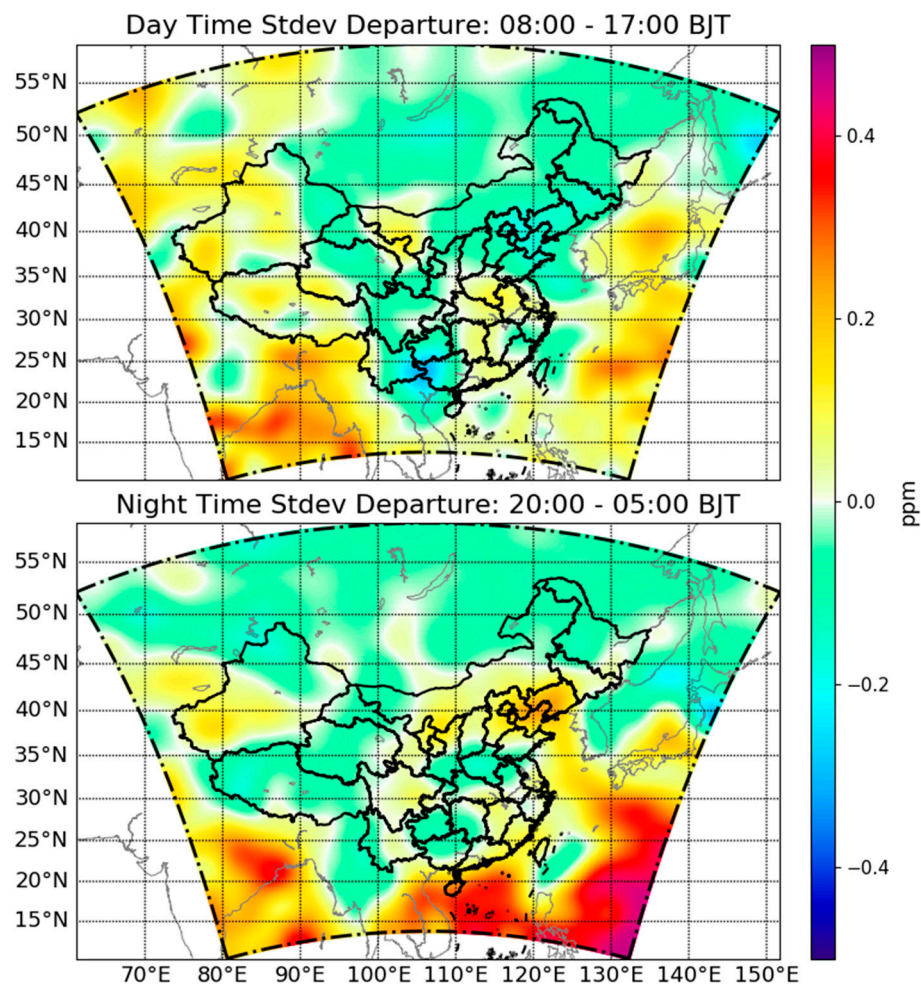 Day Time Stdev Departure: 08:00 - 17:00 BJT
55°N
50°N
45°N
40°N
35°N
30°N
25°N
20°N
15°N
Night Time Stdev Departure: 20:00 - 05:00 BJT
55°N
50°N
45°N
40°N
35°N
30°N
25°N
20°N
15°N
70°E 80°E 90°E 100°E 110°E 120°E 130°E 140°E 150°E
0.4
0.2
0.0
−0.2
−0.4
ppm